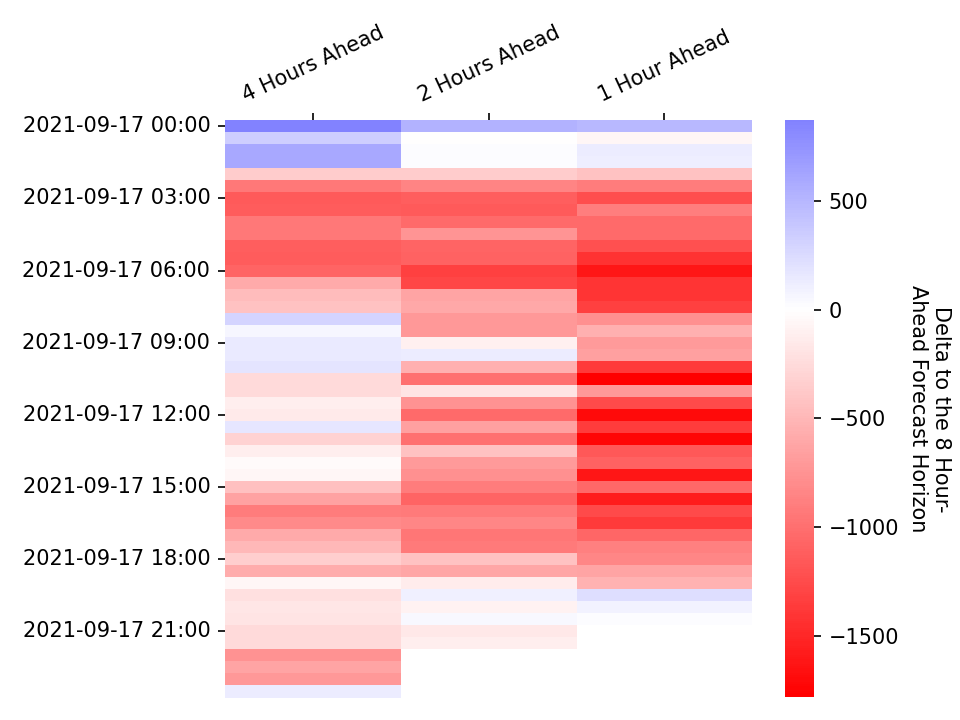 4 Hours Ahead
2 Hours Ahead
1 Hour Ahead
2021-09-17 00:00
2021-09-17 03:00
2021-09-17 06:00
2021-09-17 09:00
2021-09-17 12:00
2021-09-17 15:00
2021-09-17 18:00
2021-09-17 21:00
500
0
−500
−1000
−1500
Delta to the 8 Hour-
Ahead Forecast Horizon